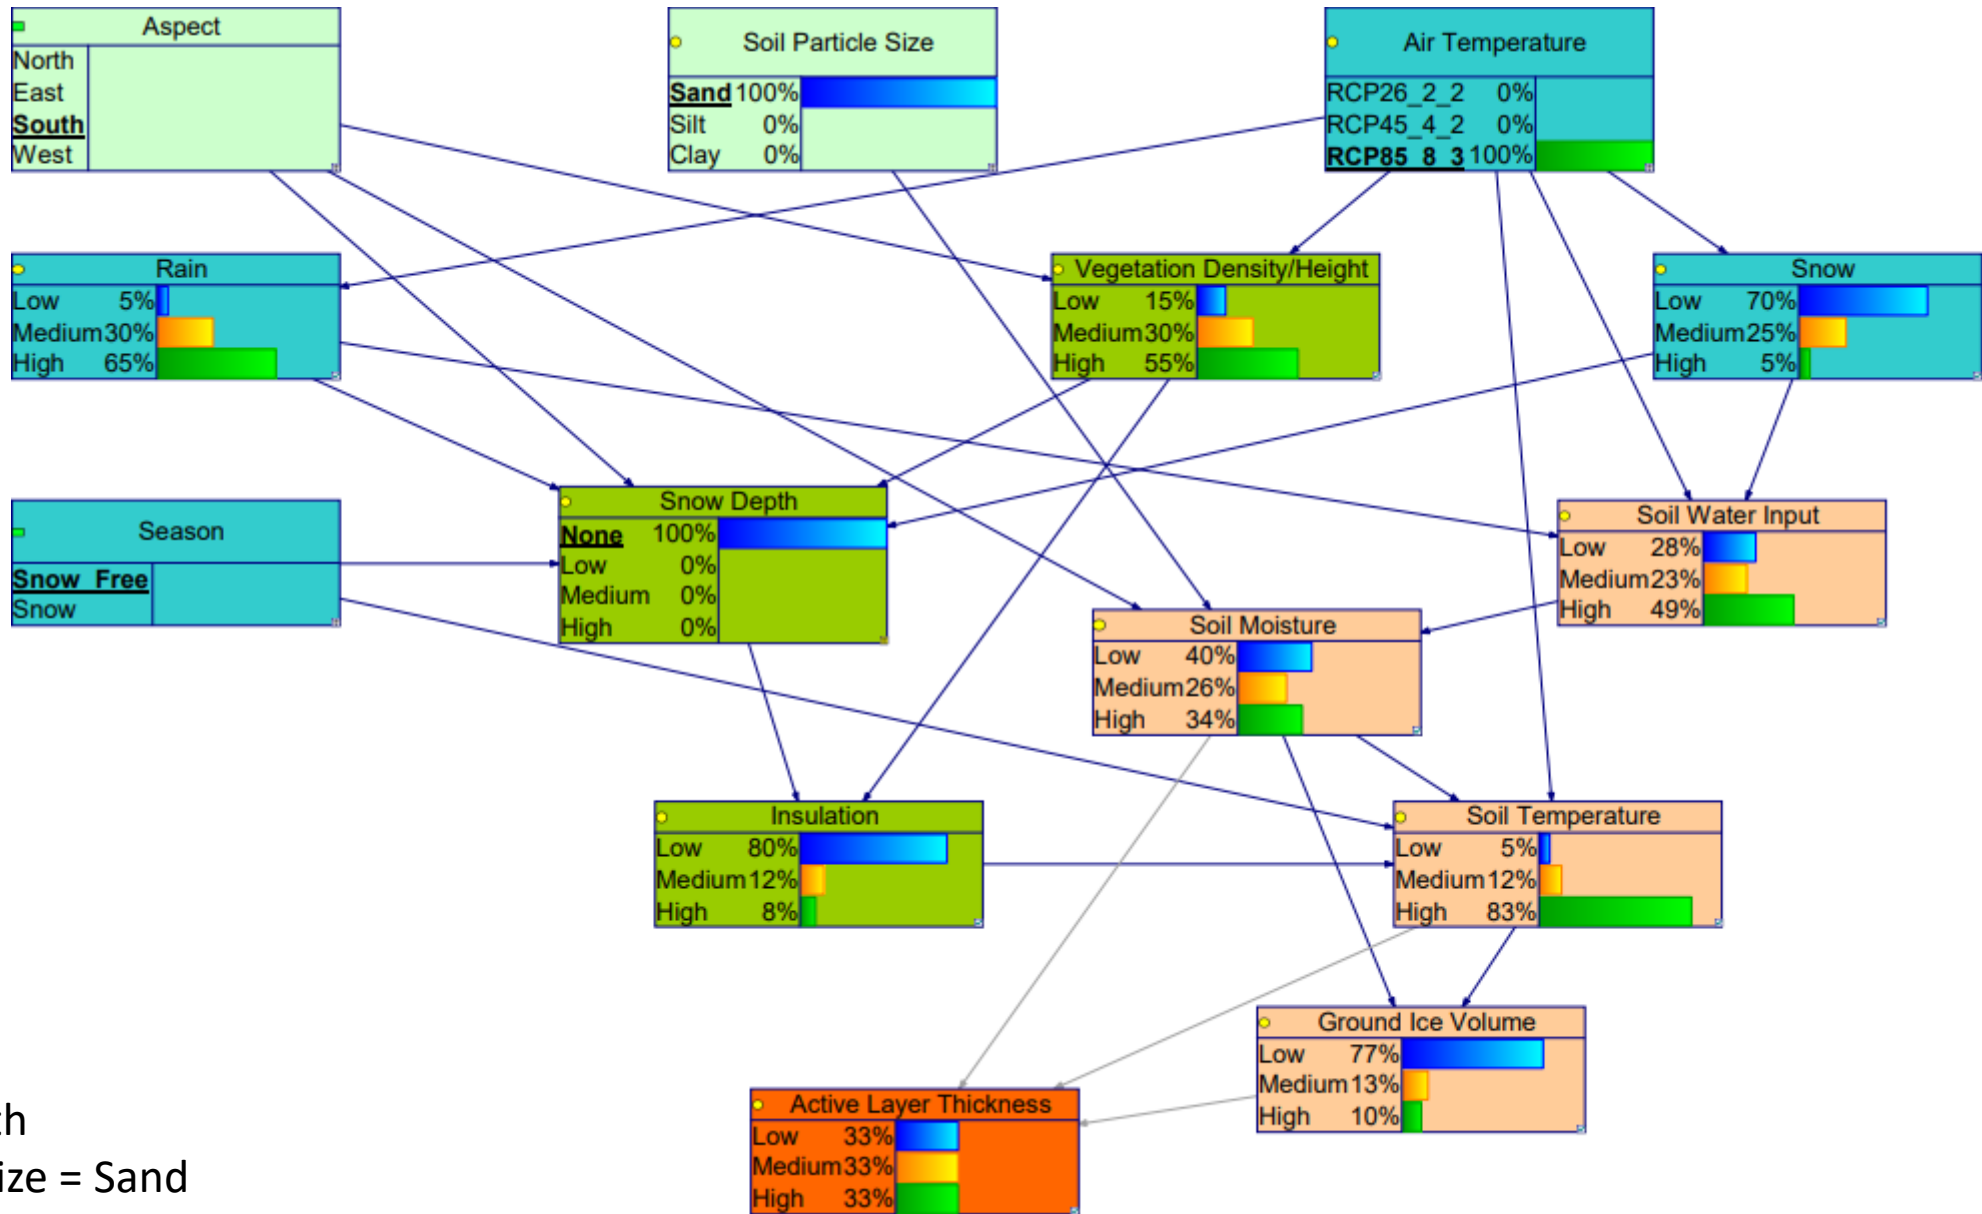 Aspect
North
East
South
West
Soil Particle Size
Sand 100%
Silt 0%
Clay 0%
Air Temperature
RCP26_2_2 0%
RCP45_4_2 0%
RCP85_8_3 100%
Rain
Low 5%
Medium 30%
High 65%
Vegetation Density/Height
Low 15%
Medium 30%
High 55%
Snow
Low 70%
Medium 25%
High 5%
Season
Snow_Free
Snow
Snow Depth
None 100%
Low 0%
Medium 0%
High 0%
Soil Water Input
Low 28%
Medium 23%
High 49%
Soil Moisture
Low 40%
Medium 26%
High 34%
Insulation
Low 80%
Medium 12%
High 8%
Soil Temperature
Low 5%
Medium 12%
High 83%
Ground Ice Volume
Low 77%
Medium 13%
High 10%
Active Layer Thickness
Low 33%
Medium 33%
High 33%
th
ize = Sand